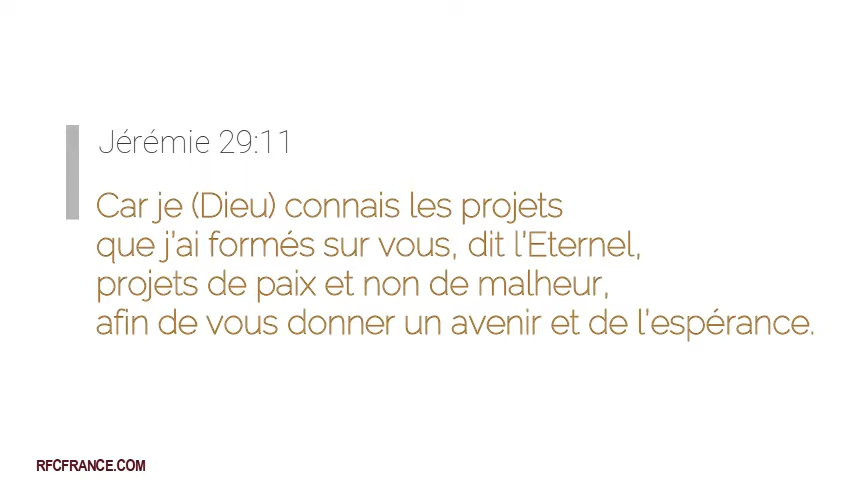 Jérémie 29:11
Car je (Dieu) connais les projets
que j'ai formés sur vous, dit l'Eternel,
projets de paix et non de malheur,
afin de vous donner un avenir et de l'espérance.
RFCFRANCE.COM